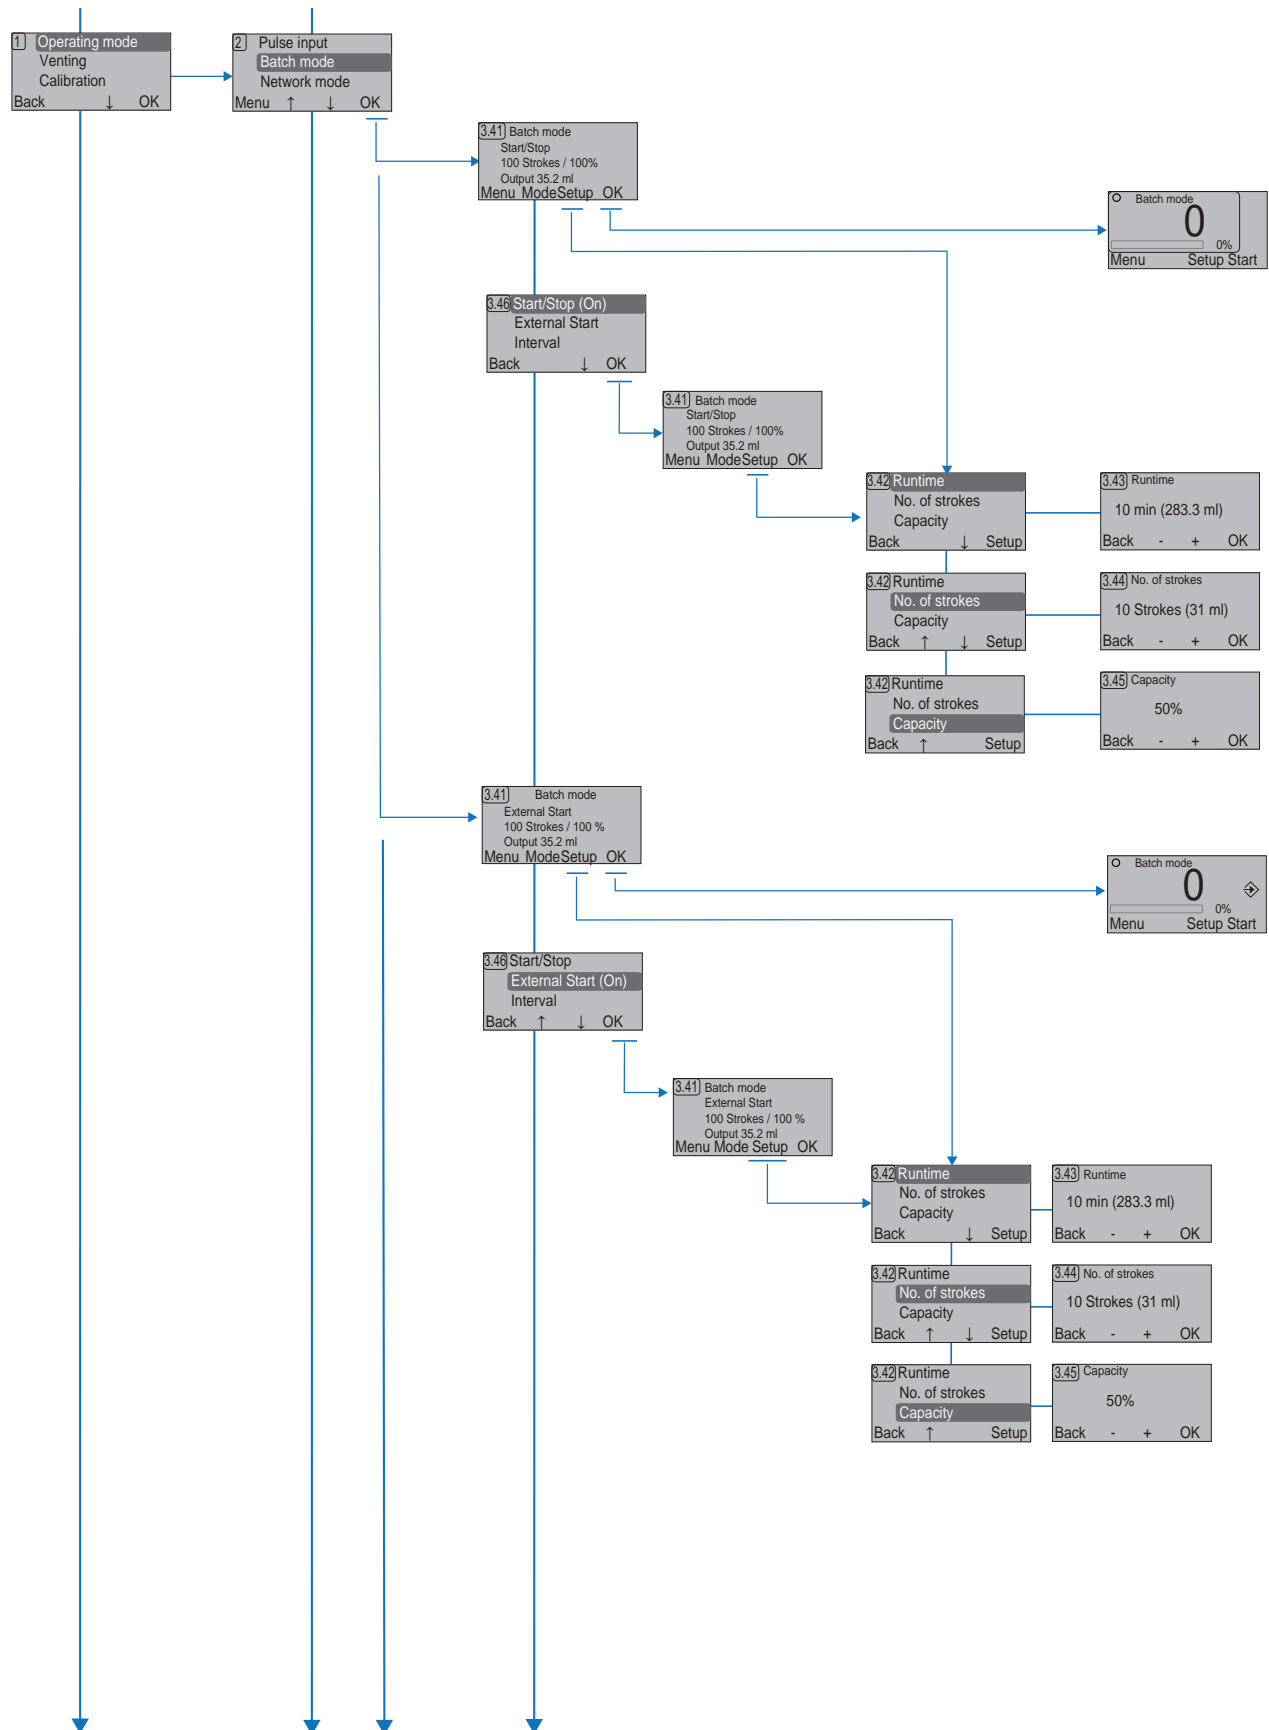 1 Operating mode
Venting
Calibration
Back ↓ OK
2 Pulse input
Batch mode
Network mode
Menu ↑ ↓ OK
3.41 Batch mode
Start/Stop
100 Strokes / 100%
Output 35.2 ml
Menu Mode Setup OK
Batch mode
0
0%
Menu Setup Start
3.46 Start/Stop (On)
External Start
Interval
Back ↓ OK
3.41 Batch mode
Start/Stop
100 Strokes / 100%
Output 35.2 ml
Menu Mode Setup OK
3.42 Runtime
No. of strokes
Capacity
Back ↓ Setup
3.43 Runtime
10 min (283.3 ml)
Back - + OK
3.42 Runtime
No. of strokes
Capacity
Back ↑ ↓ Setup
3.44 No. of strokes
10 Strokes (31 ml)
Back - + OK
3.42 Runtime
No. of strokes
Capacity
Back ↑ Setup
3.45 Capacity
50%
Back - + OK
3.41 Batch mode
External Start
100 Strokes / 100 %
Output 35.2 ml
Menu Mode Setup OK
Batch mode
0
0%
Menu Setup Start
3.46 Start/Stop
External Start (On)
Interval
Back ↑ ↓ OK
3.41 Batch mode
External Start
100 Strokes / 100 %
Output 35.2 ml
Menu Mode Setup OK
3.42 Runtime
No. of strokes
Capacity
Back ↓ Setup
3.43 Runtime
10 min (283.3 ml)
Back - + OK
3.42 Runtime
No. of strokes
Capacity
Back ↑ ↓ Setup
3.44 No. of strokes
10 Strokes (31 ml)
Back - + OK
3.42 Runtime
No. of strokes
Capacity
Back ↑ Setup
3.45 Capacity
50%
Back - + OK